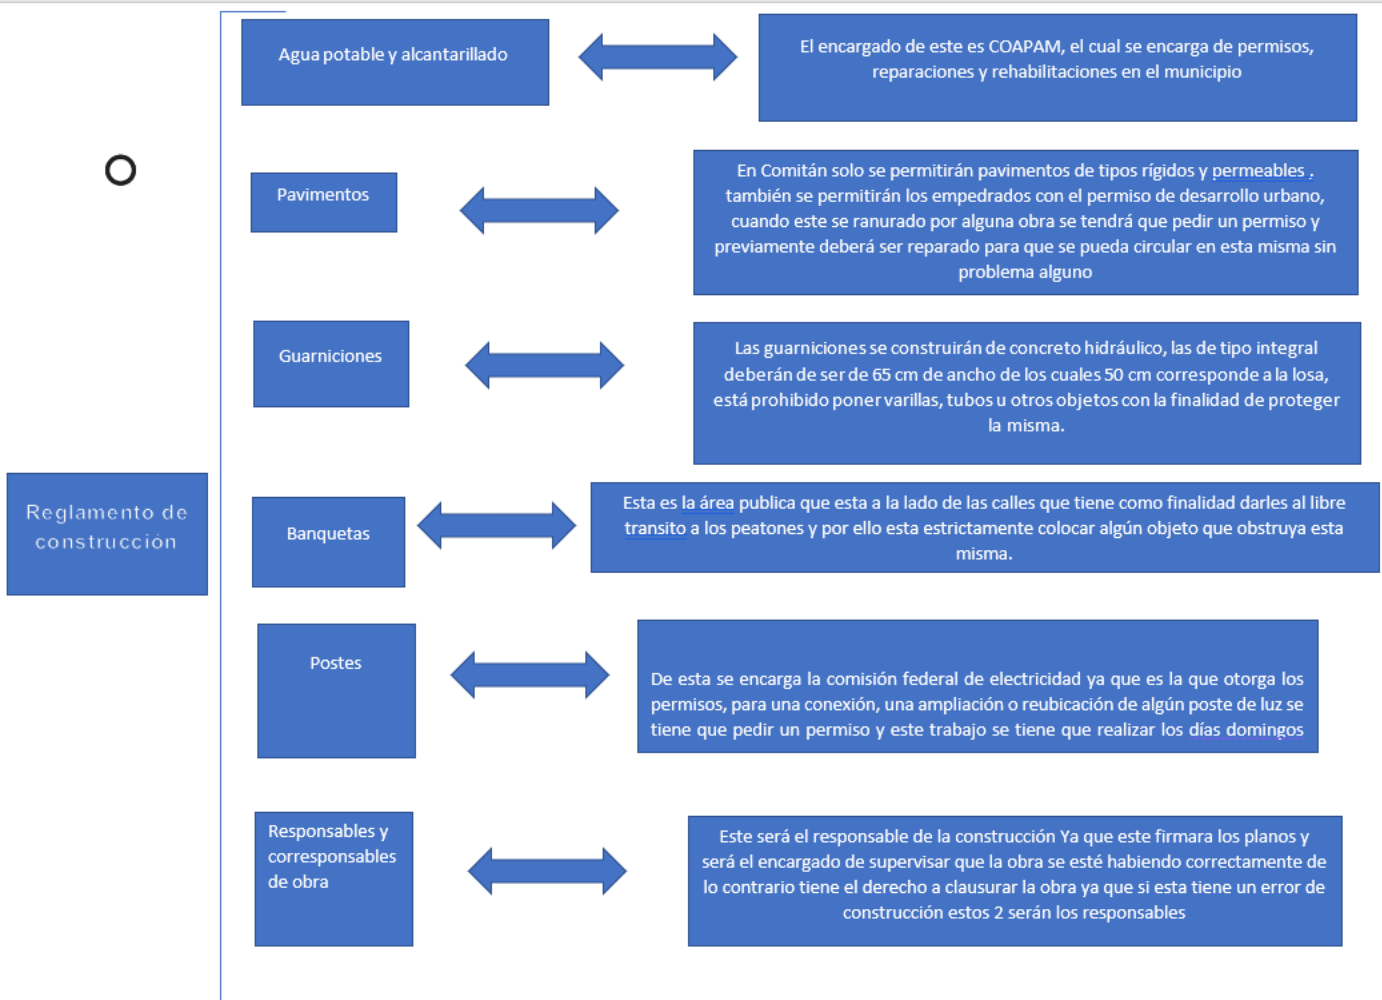 Agua potable y alcantarillado
El encargado de este es COAPAM, el cual se encarga de permisos,
reparaciones y rehabilitaciones en el municipio
Pavimentos
En Comitán solo se permitirán pavimentos de tipos rígidos y permeables .
también se permitirán los empedrados con el permiso de desarrollo urbano,
cuando este se ranurado por alguna obra se tendrá que pedir un permiso y
previamente deberá ser reparado para que se pueda circular en esta misma sin
problema alguno
Guarniciones
Las guarniciones se construirán de concreto hidráulico, las de tipo integral
deberán de ser de 65 cm de ancho de los cuales 50 cm corresponde a la losa,
está prohibido poner varillas, tubos u otros objetos con la finalidad de proteger
la misma.
Reglamento de
construcción
Banquetas
Esta es la área publica que esta a la lado de las calles que tiene como finalidad darles al libre
transito a los peatones y por ello esta estrictamente colocar algún objeto que obstruya esta
misma.
Postes
De esta se encarga la comisión federal de electricidad ya que es la que otorga los
permisos, para una conexión, una ampliación o reubicación de algún poste de luz se
tiene que pedir un permiso y este trabajo se tiene que realizar los días domingos
Responsables y
corresponsables
de obra
Este será el responsable de la construcción Ya que este firmara los planos y
será el encargado de supervisar que la obra se esté habiendo correctamente de
lo contrario tiene el derecho a clausurar la obra ya que si esta tiene un error de
construcción estos 2 serán los responsables